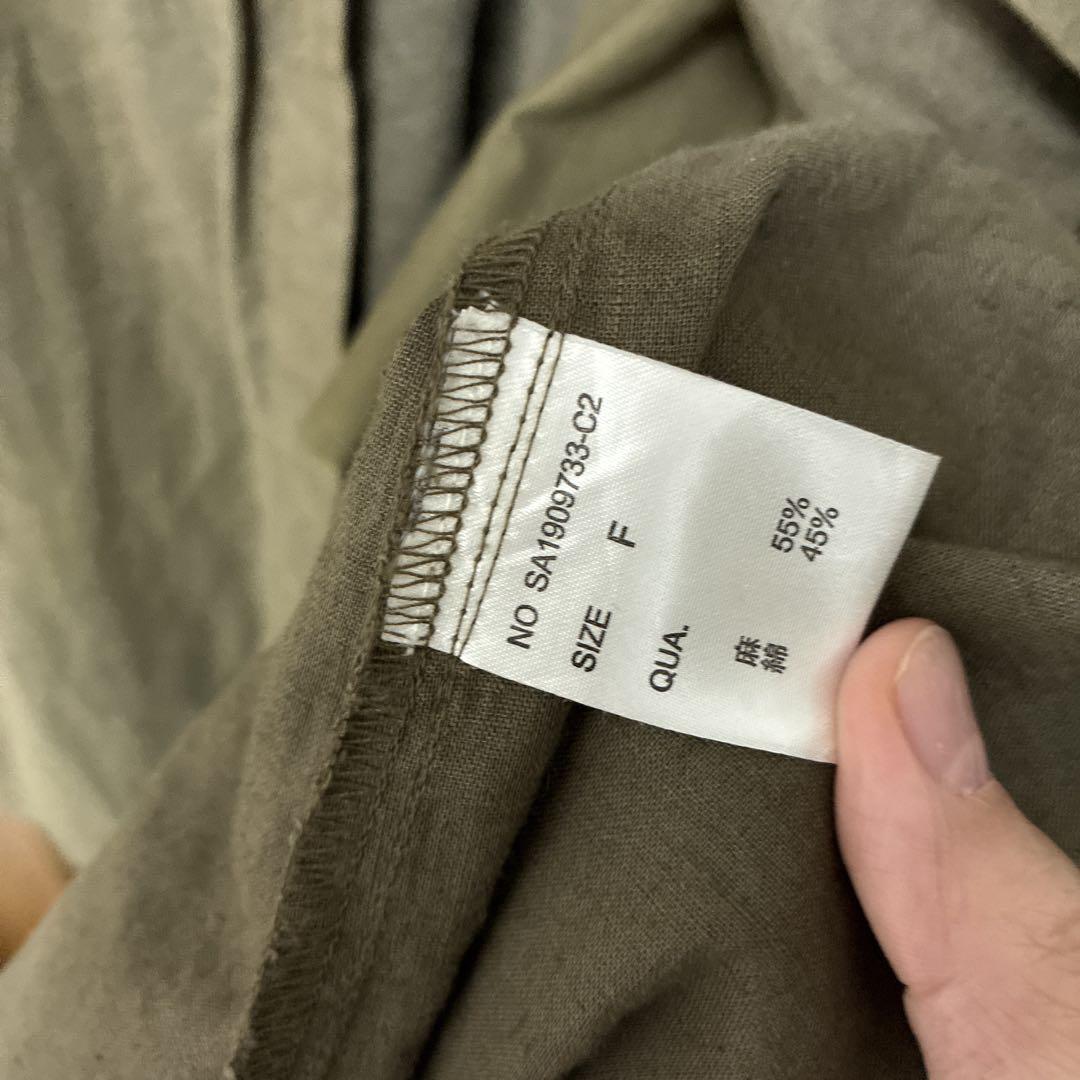 NO SA1909733-C2
SIZE F
QUA.
麻 55%
綿 45%